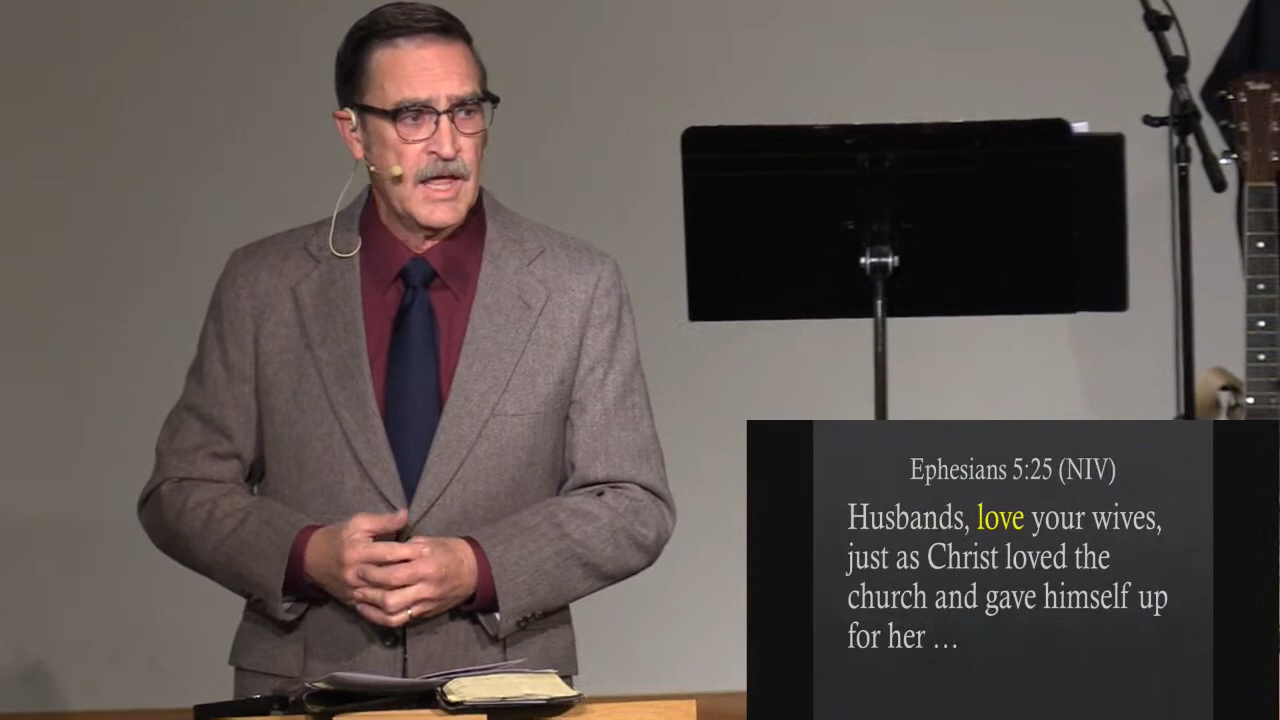 Ephesians 5:25 (NIV)
Husbands, love your wives,
just as Christ loved the
church and gave himself up
for her …